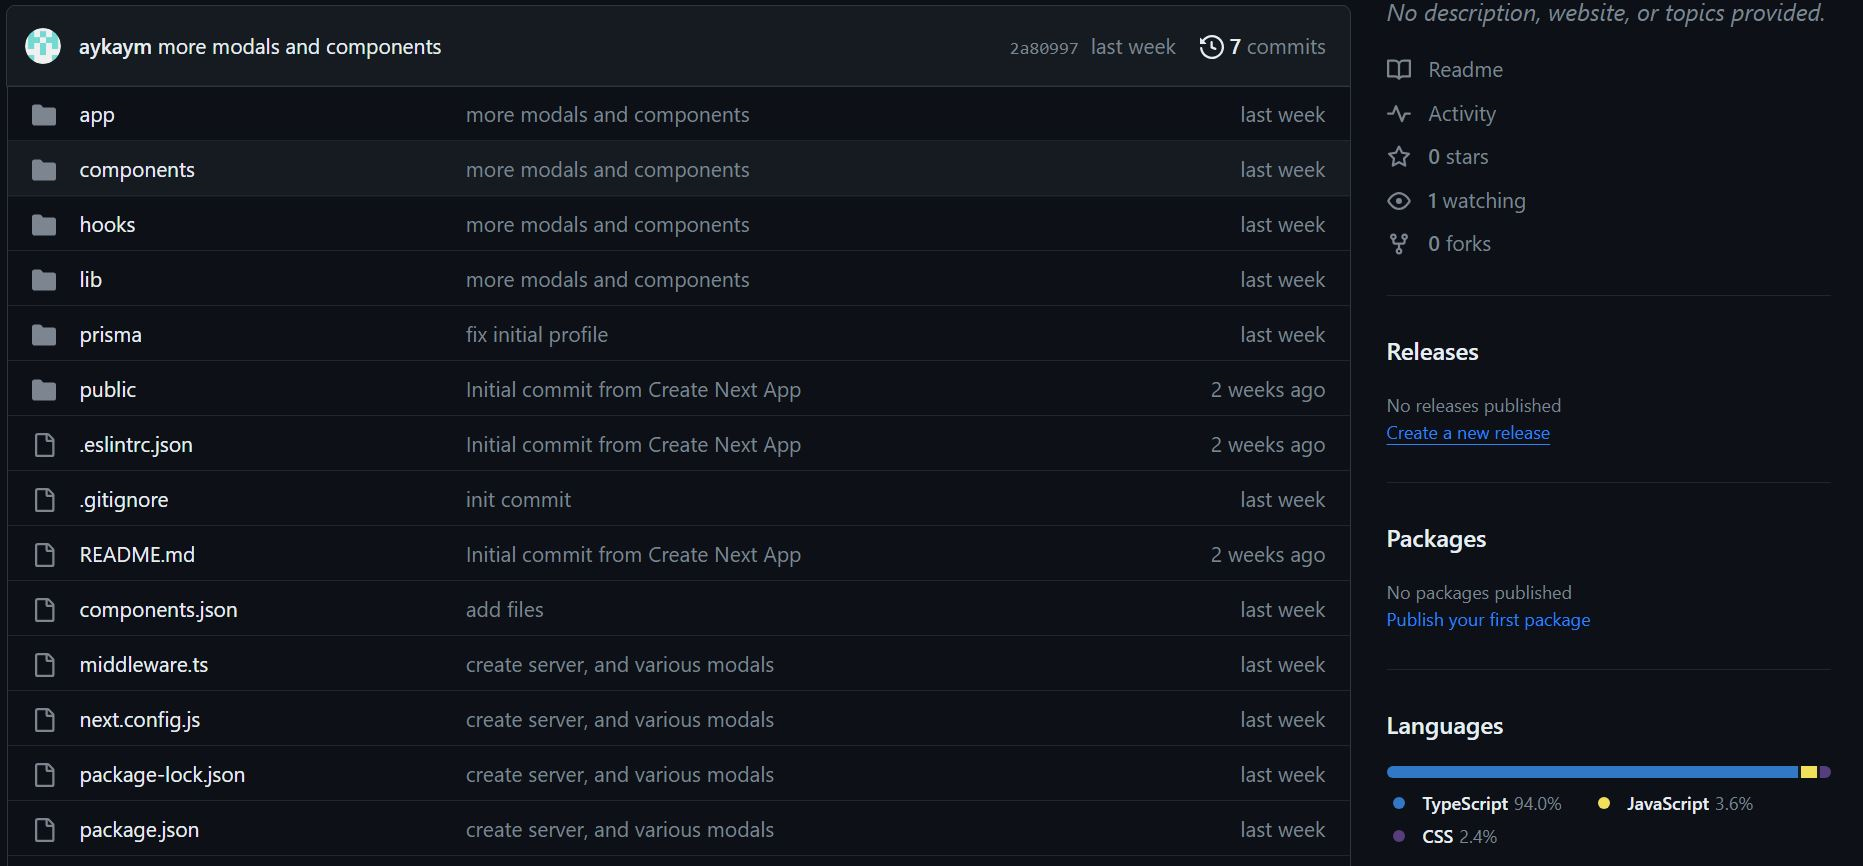 aykaym more modals and components 2a80997 last week 7 commits
app more modals and components last week
components more modals and components last week
hooks more modals and components last week
lib more modals and components last week
prisma fix initial profile last week
public Initial commit from Create Next App 2 weeks ago
.eslintrc.json Initial commit from Create Next App 2 weeks ago
.gitignore init commit last week
README.md Initial commit from Create Next App 2 weeks ago
components.json add files last week
middleware.ts create server, and various modals last week
next.config.js create server, and various modals last week
package-lock.json create server, and various modals last week
package.json create server, and various modals last week
No description, website, or topics provided.
Readme
Activity
0 stars
1 watching
0 forks
Releases
No releases published
Create a new release
Packages
No packages published
Publish your first package
Languages
TypeScript 94.0% JavaScript 3.6%
CSS 2.4%